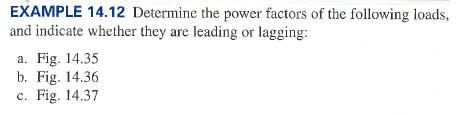 EXAMPLE 14.12 Determine the power factors of the following loads,
and indicate whether they are leading or lagging:
a. Fig. 14.35
b. Fig. 14.36
c. Fig. 14.37